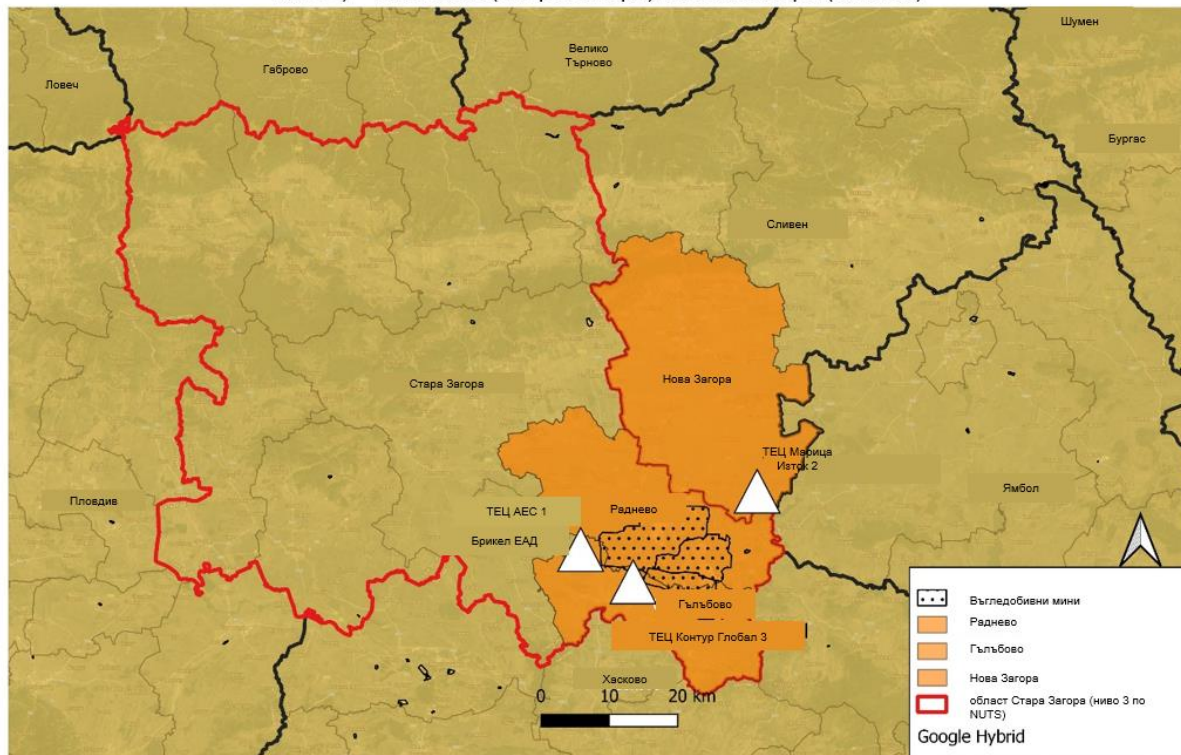 Шумен
Велико
Търново
Габрово
Ловеч
Бургас
Сливен
Стара Загора
Нова Загора
ТЕЦ Марица
Изток 2
Пловдив
Ямбол
ТЕЦ АЕС 1
Раднево
Брикел ЕАД
Гълъбово
ТЕЦ Контур Глобал 3
Хасково
0 10 20 km
Въгледобивни мини
Раднево
Гълъбово
Нова Загора
област Стара Загора (ниво 3 по
NUTS)
Google Hybrid